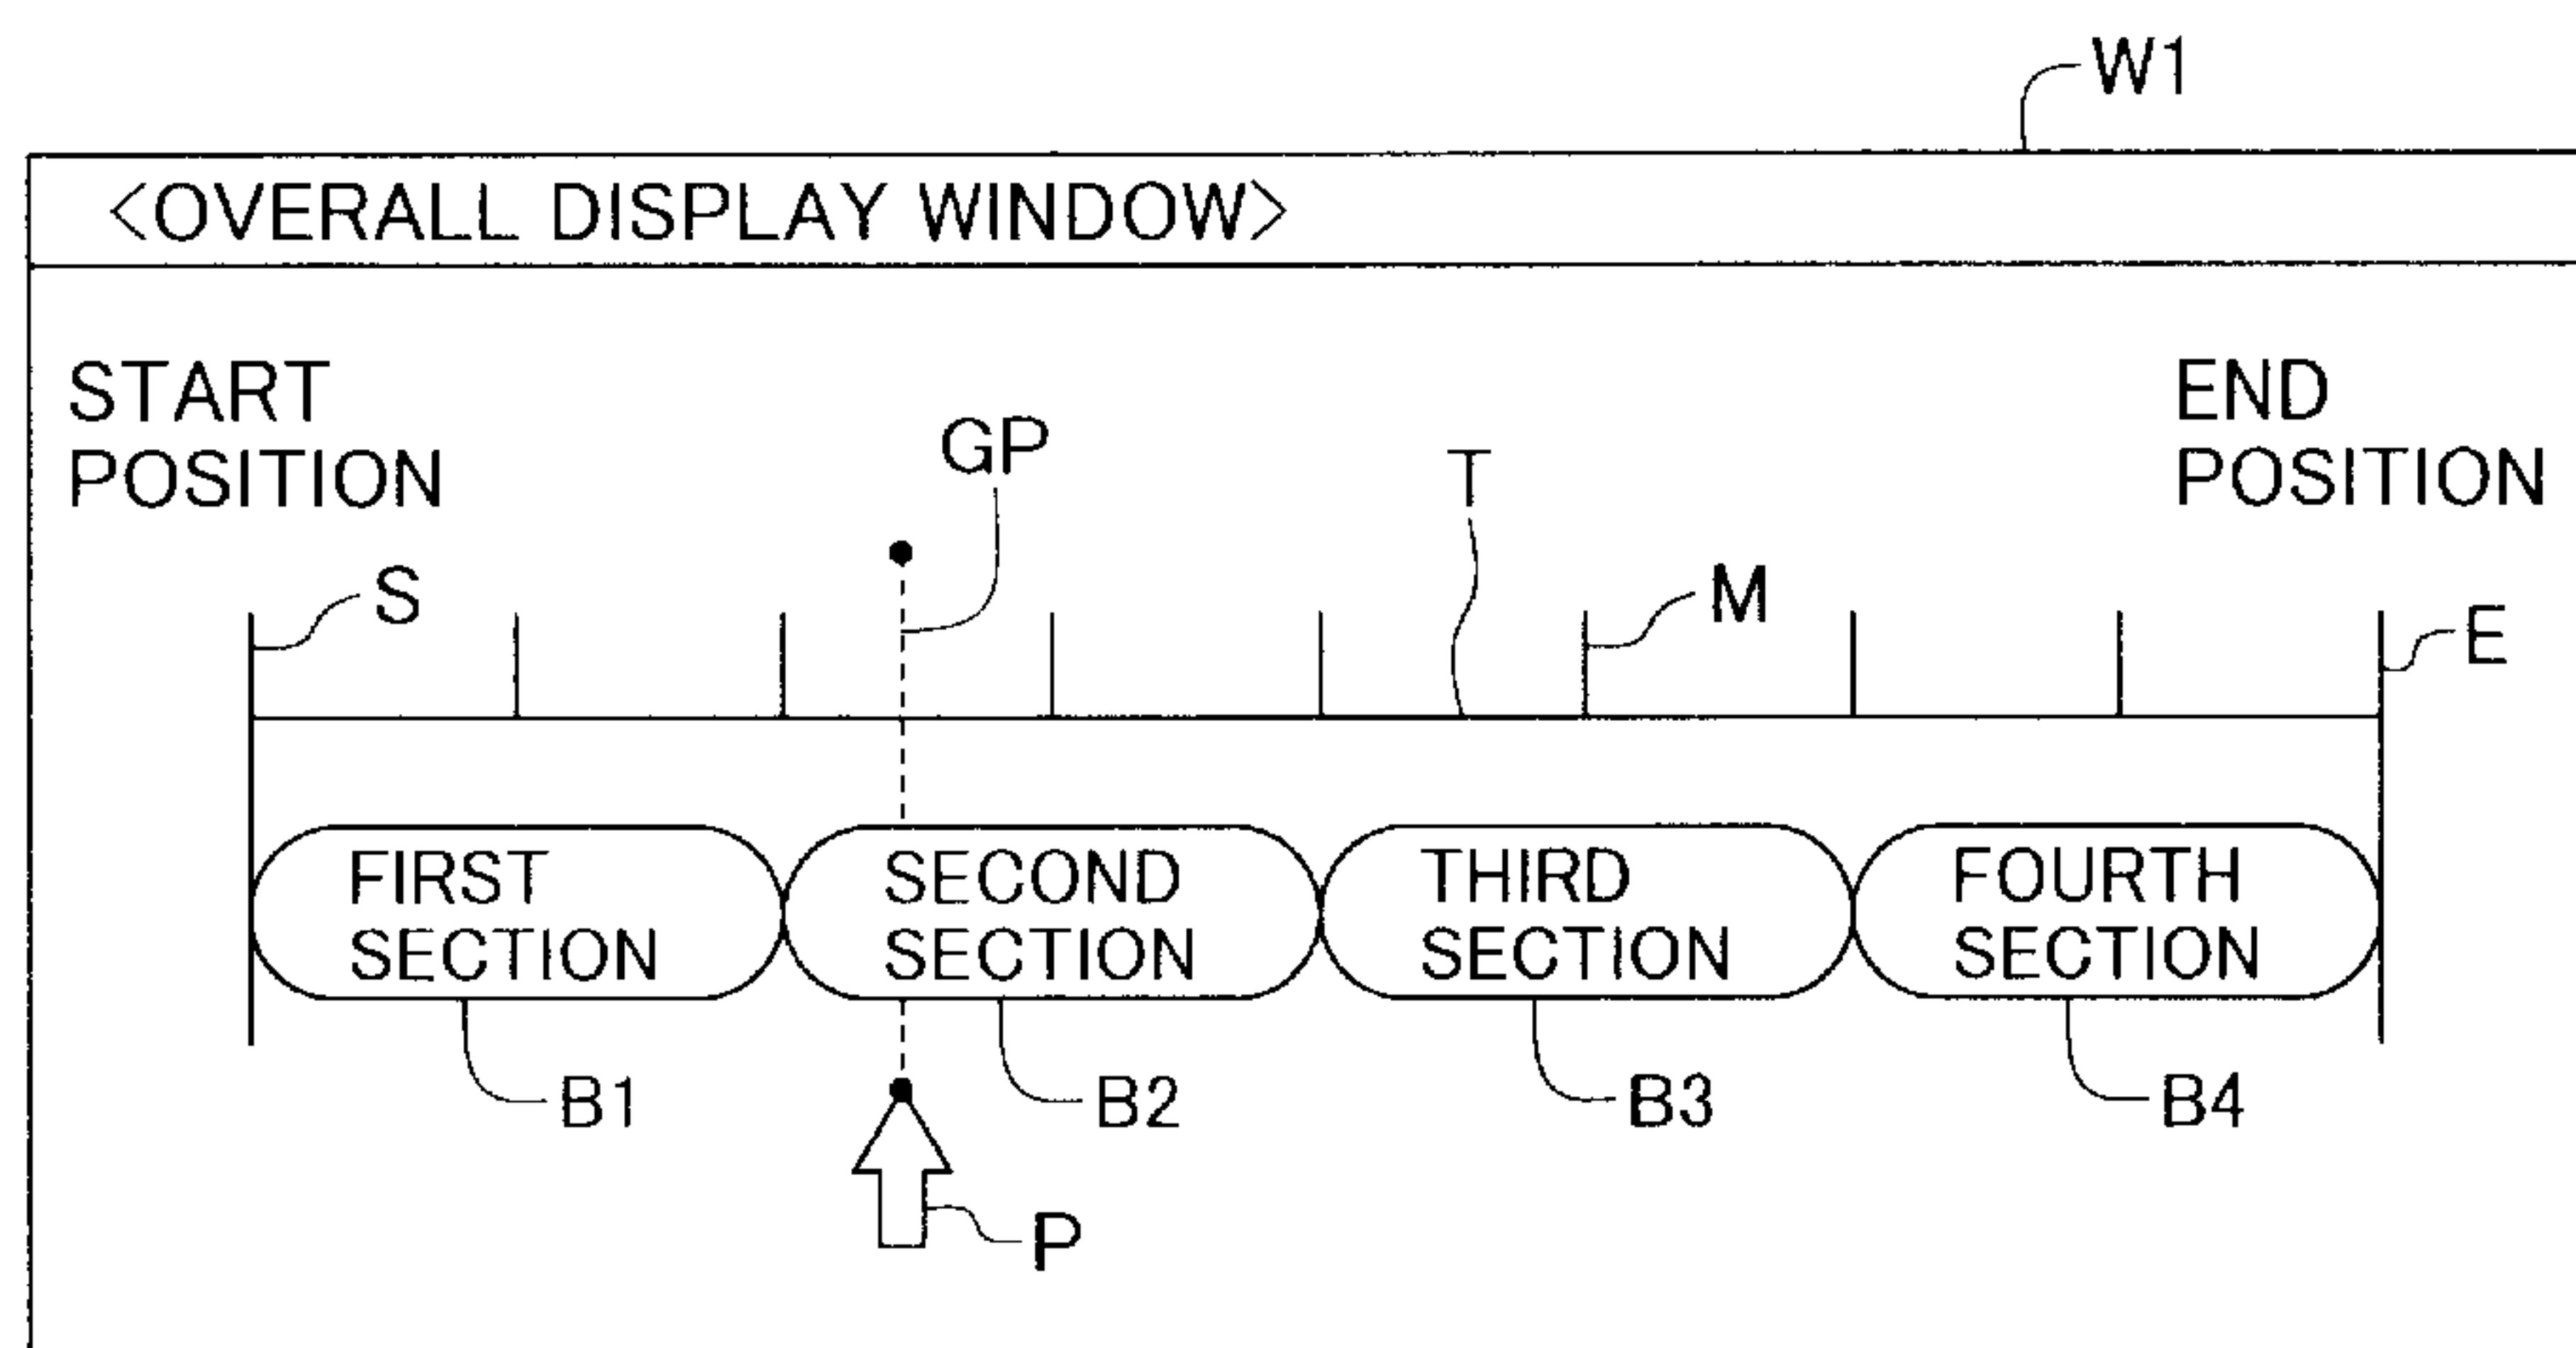 W1
<OVERALL DISPLAY WINDOW>
START
POSITION
END
POSITION
GP
T
S
M
E
FIRST
SECTION
SECOND
SECTION
THIRD
SECTION
FOURTH
SECTION
B1
B2
B3
B4
P